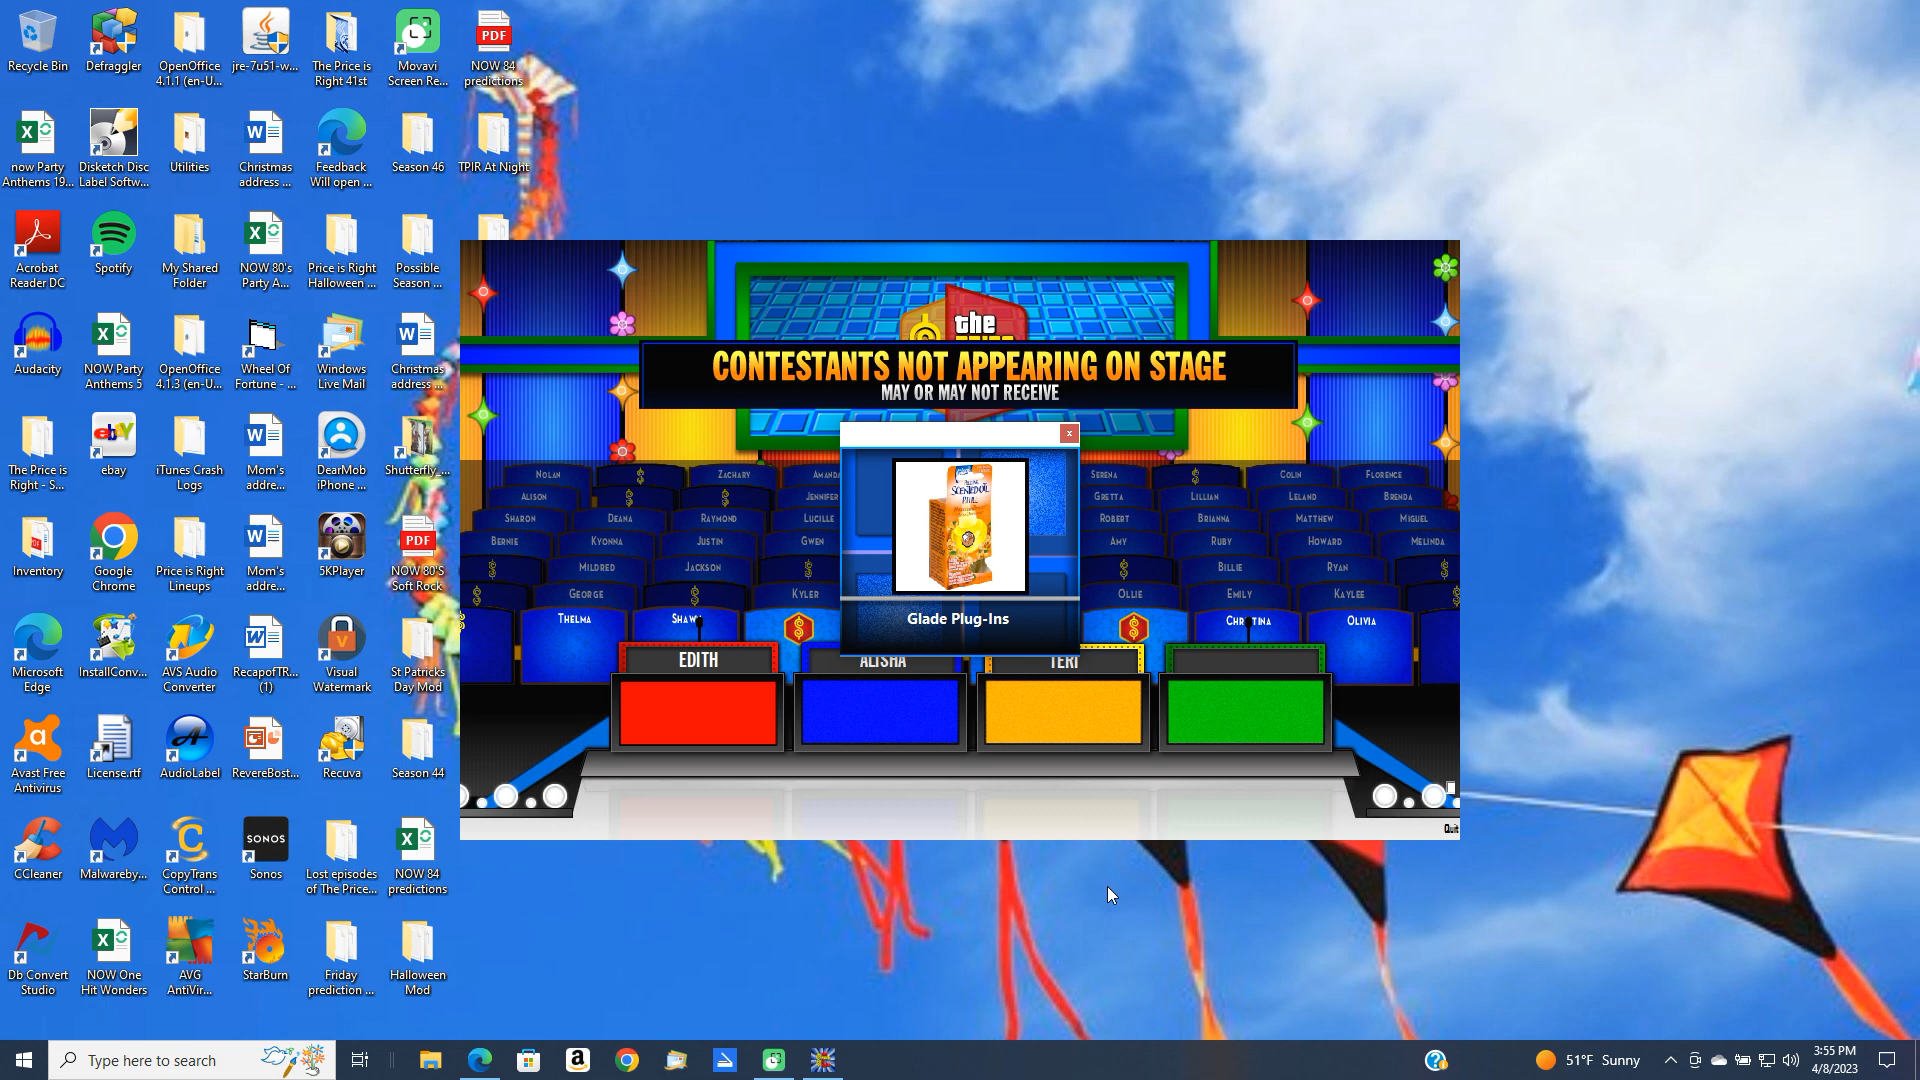 Recycle Bin
Defraggler
OpenOffice
4.1.1 (en-U...
jre-7u51-w...
The Price is
Right 41st
Movavi
Screen Re...
PDF
NOW 84
predictions
now Party
Anthems 19...
Disketch Disc
Label Softw...
Utilities
Christmas
address ...
Feedback
Will open ...
Season 46
TPIR At Night
Acrobat
Reader DC
Spotify
My Shared
Folder
NOW 80's
Party A...
Price is Right
Halloween ...
Possible
Season ...
Audacity
NOW Party
Anthems 5
OpenOffice
4.1.3 (en-U...
Wheel Of
Fortune - ...
Windows
Live Mail
Christmas
address ...
The Price is
Right - S...
ebay
ebay
iTunes Crash
Logs
Mom's
addre...
DearMob
iPhone ...
Shutterfly_...
Inventory
Google
Chrome
Price is Right
Lineups
Mom's
addre...
5KPlayer
PDF
NOW 80'S
Soft Rock
Microsoft
Edge
InstallConv...
AVS Audio
Converter
RecapofTR...
(1)
Visual
Watermark
St Patricks
Day Mod
Avast Free
Antivirus
License.rtf
AudioLabel
RevereBost...
Recuva
Season 44
CCleaner
Malwareby...
CopyTrans
Control ...
SONOS
Sonos
Lost episodes
of The Price...
NOW 84
predictions
Db Convert
Studio
NOW One
Hit Wonders
AVG
AntiVir...
StarBurn
Friday
prediction ...
Halloween
Mod
the
CONTESTANTS NOT APPEARING ON STAGE
MAY OR MAY NOT RECEIVE
NOLAN $ ZACHARY AMANDA SERENA $ COLIN FLORENCE
ALISON $ $ JENNIFER GRETTA LILLIAN LELAND BRENDA
SHARON DEANA RAYMOND LUCILLE ROBERT BRIANNA MATTHEW MIGUEL
BERNIE KYONNA JUSTIN GWEN AMY RUBY HOWARD MELINDA
$ MILDRED JACKSON $ $ BILLIE RYAN $
$ GEORGE $ KYLER OLLIE EMILY KAYLEE
THELMA SHAWN $ $ CHRISTINA OLIVIA
SCENTED OIL
Glade Plug-Ins
EDITH ALISHA TERI
Quit
Type here to search
51°F Sunny
3:55 PM
4/8/2023